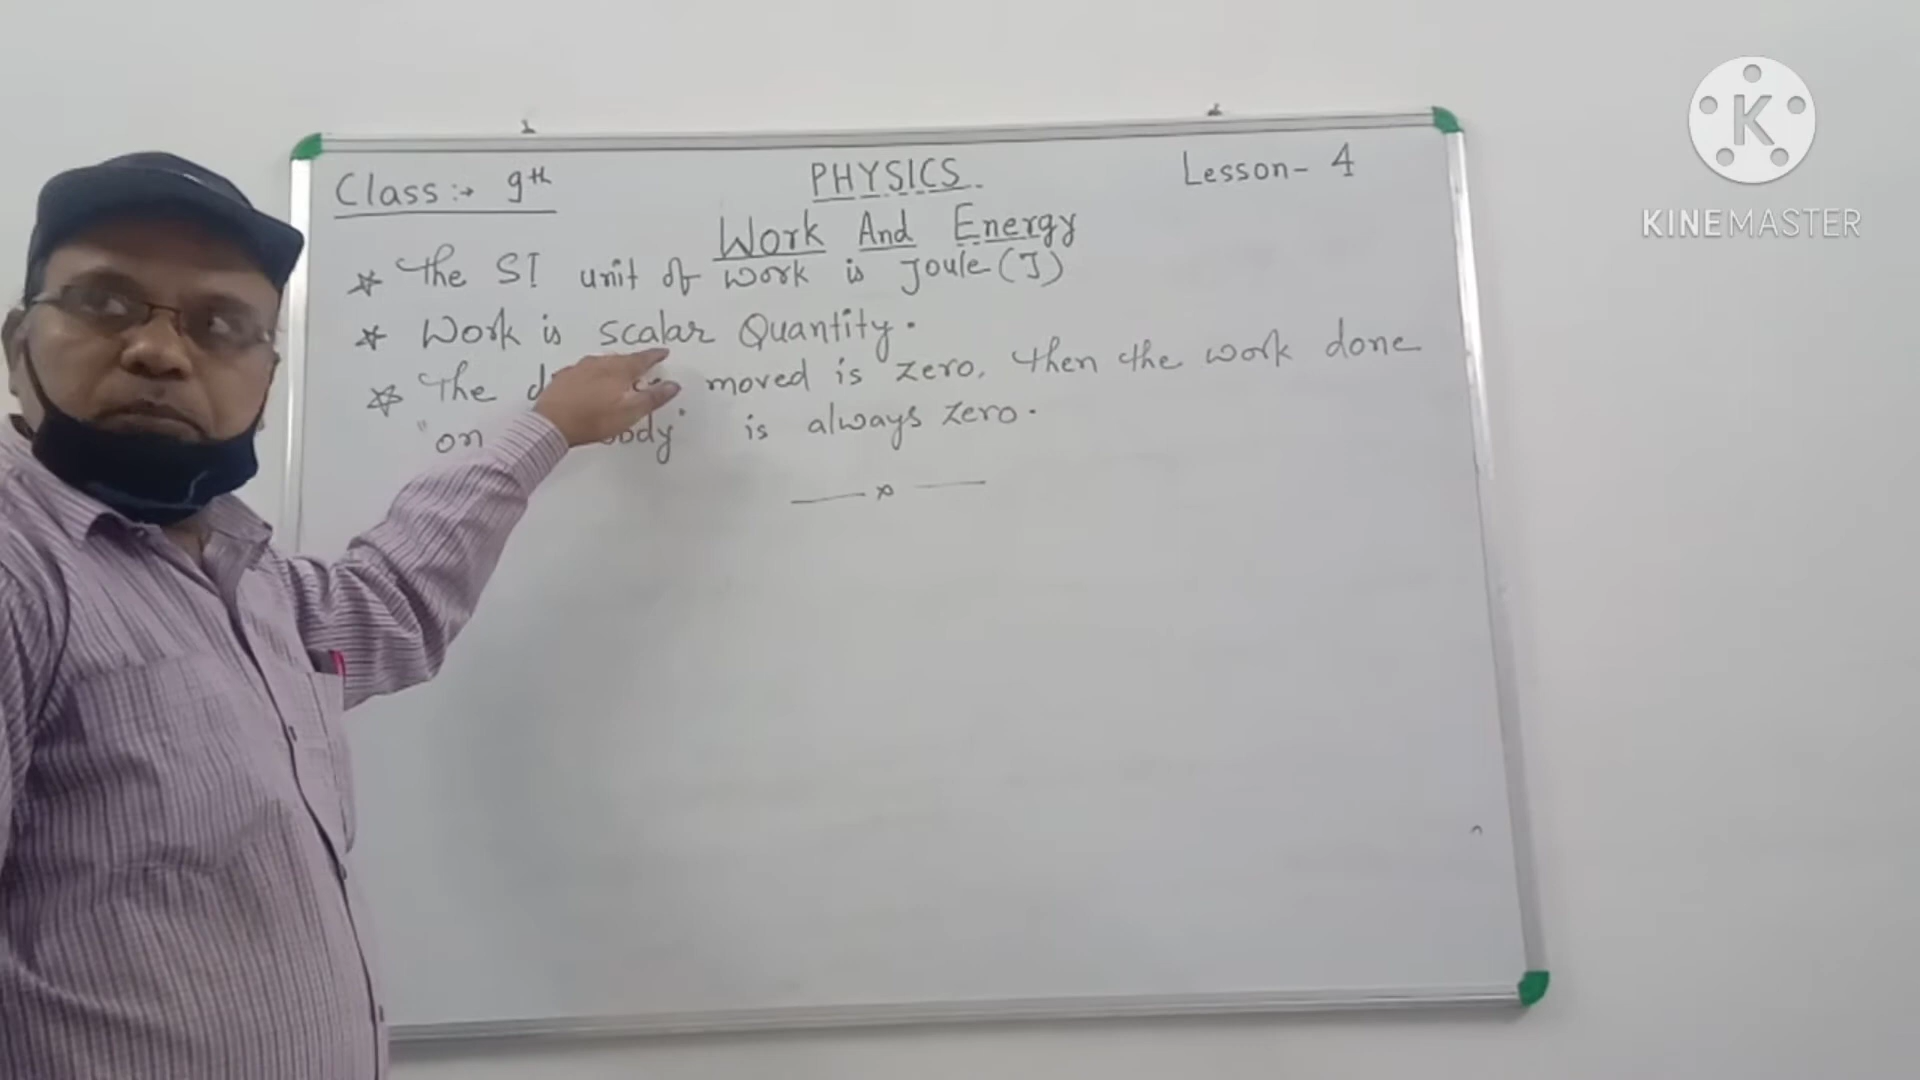 Class :→ 9th
PHYSICS
Lesson- 4
Work And Energy
The SI unit of work is Joule (J)
Work is Scalar Quantity.
The moved is zero, then the work done
"on body" is always zero.
KINEMASTER